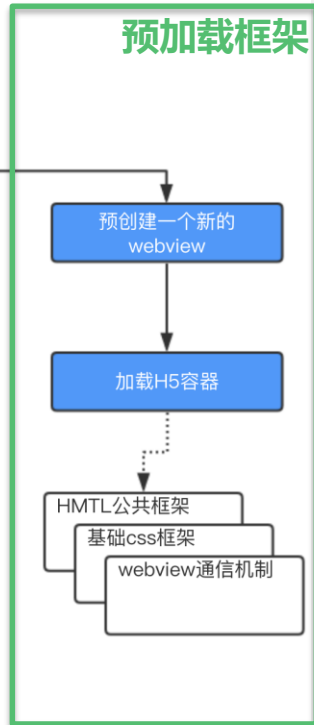 预加载框架
预创建一个新的
webview
加载H5容器
HMTL公共框架
基础css框架
webview通信机制